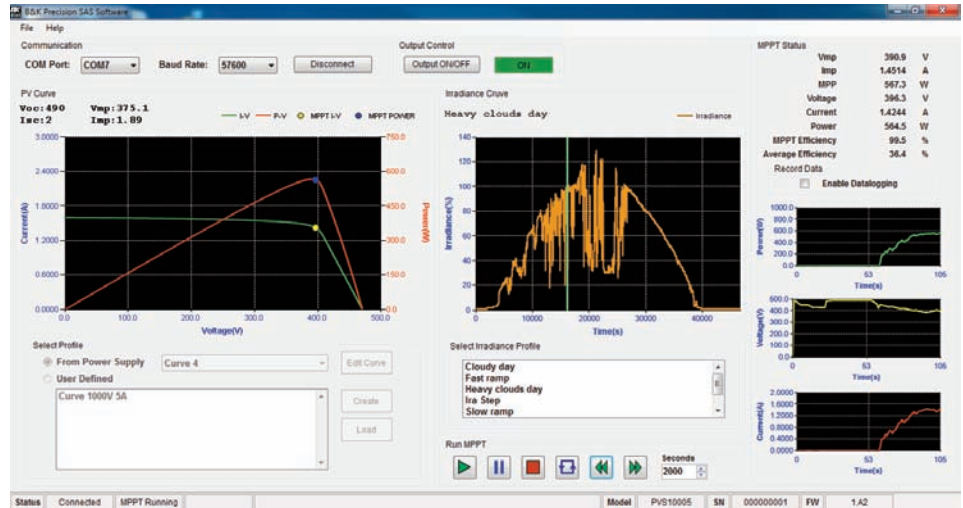 B&K Precision SAS Software
File Help
Communication
COM Port: COM7 Baud Rate: 57600 Disconnect
Output Control
Output ON/OFF ON
PV Curve
Voc:490 Vmp:375.1
Isc:2 Imp:1.89
I-V P-V MPPT I-V MPPT POWER
3.0000
2.4000
1.8000
1.2000
0.6000
0.0000
Current(A)
750.0
600.0
450.0
300.0
150.0
0.0
Power(W)
0.0 100.0 200.0 300.0 400.0 500.0
Voltage(V)
Select Profile
From Power Supply Curve 4 Edit Curve
User Defined
Curve 1000V 5A
Create
Load
Irradiance Cruve
Heavy clouds day Irradiance
140
120
100
80
60
40
20
0
Irradiance(%)
0 10000 20000 30000 40000
Time(s)
Select Irradiance Profile
Cloudy day
Fast ramp
Heavy clouds day
Ira Step
Slow ramp
Run MPPT
Seconds
2000
MPPT Status
Vmp 390.9 V
Imp 1.4514 A
MPP 567.3 W
Voltage 396.3 V
Current 1.4244 A
Power 564.5 W
MPPT Efficiency 99.5 %
Average Efficiency 36.4 %
Record Data
Enable Datalogging
1000.0
800.0
600.0
400.0
200.0
0.0
Power(W)
0 53 105
Time(s)
500.0
400.0
300.0
200.0
100.0
0.0
Voltage(V)
0 53 105
Time(s)
2.0000
1.6000
1.2000
0.8000
0.4000
0.0000
Current(A)
0 53 105
Time(s)
Status Connected MPPT Running Model PVS10005 SN 000000001 FW 1.A2